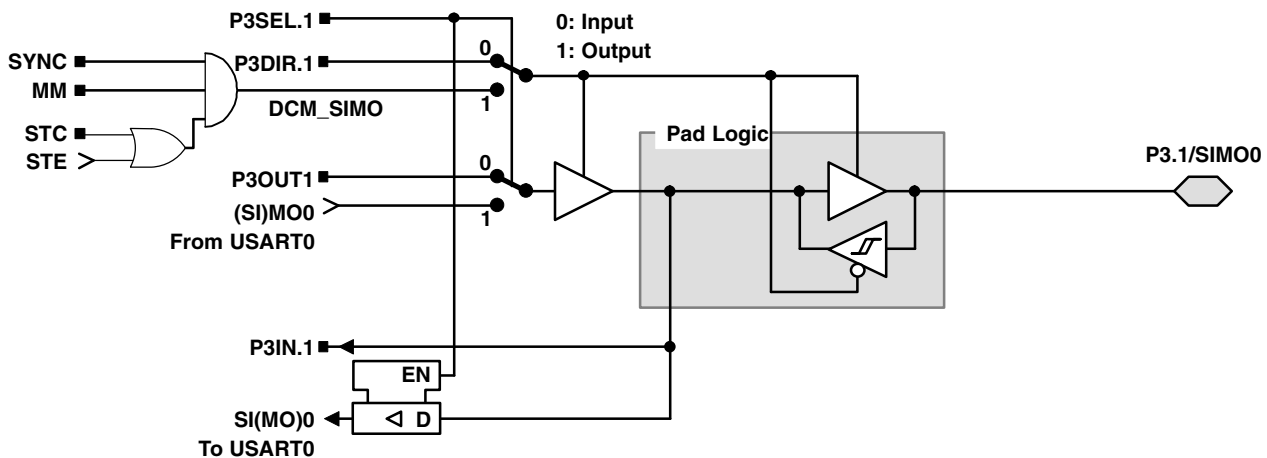 P3SEL.1
0: Input
1: Output
SYNC
P3DIR.1
0
MM
1
DCM_SIMO
STC
STE
Pad Logic
P3.1/SIMO0
P3OUT1
0
(SI)MO0
1
From USART0
P3IN.1
EN
SI(MO)0
D
To USART0